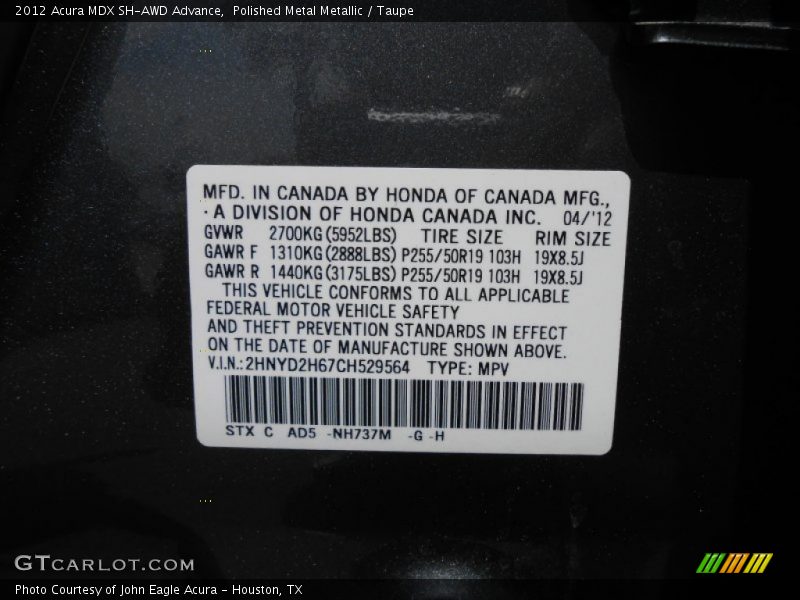 2012 Acura MDX SH-AWD Advance,  Polished Metal Metallic / Taupe
MFD. IN CANADA BY HONDA OF CANADA MFG.,
·A DIVISION OF HONDA CANADA INC. 04/'12
GVWR 2700KG(5952LBS) TIRE SIZE RIM SIZE
GAWR F 1310KG(2888LBS) P255/50R19 103H 19X8.5J
GAWR R 1440KG(3175LBS) P255/50R19 103H 19X8.5J
THIS VEHICLE CONFORMS TO ALL APPLICABLE
FEDERAL MOTOR VEHICLE SAFETY
AND THEFT PREVENTION STANDARDS IN EFFECT
ON THE DATE OF MANUFACTURE SHOWN ABOVE.
V.I.N.:2HNYD2H67CH529564 TYPE: MPV
STX C AD5 -NH737M -G -H
GTCARLOT.COM
Photo Courtesy of John Eagle Acura - Houston, TX